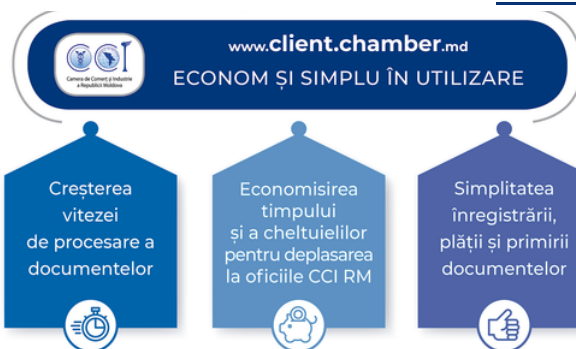 www.client.chamber.md
Camera de Comerț și Industrie
a Republicii Moldova
ECONOM ȘI SIMPLU ÎN UTILIZARE
Creșterea
vitezei
de procesare a
documentelor
Economisirea
timpului
și a cheltuielilor
pentru deplasarea
la oficiile CCI RM
Simplitatea
înregistrării,
plății și primirii
documentelor